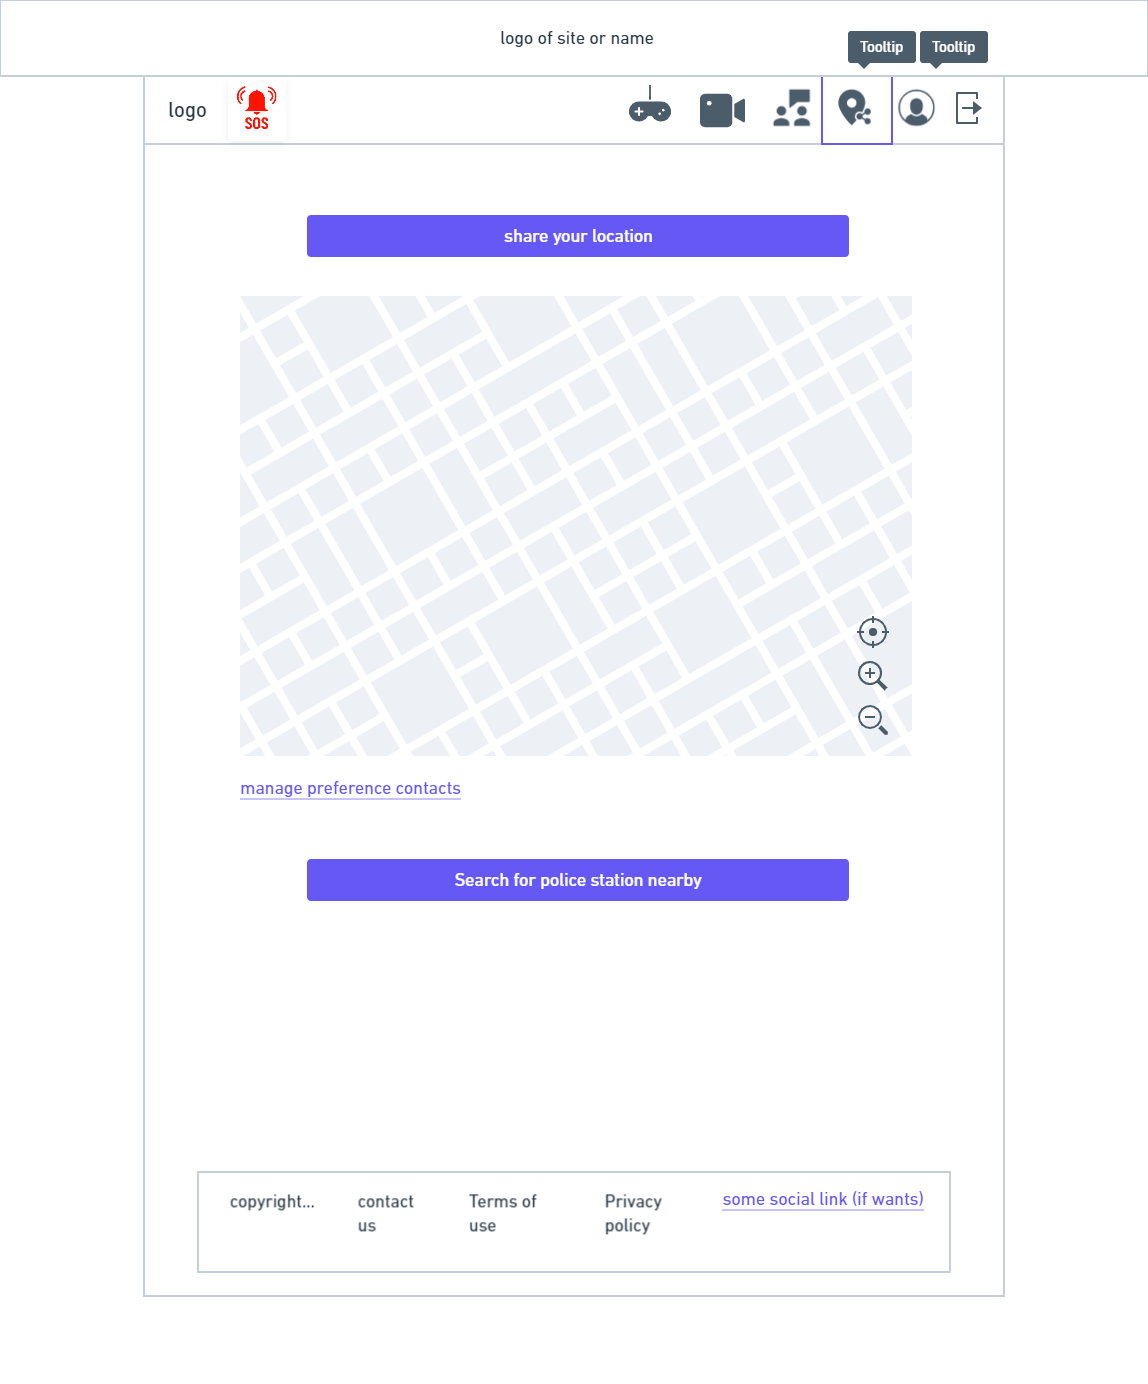 logo of site or name
Tooltip
Tooltip
logo
SOS
share your location
manage preference contacts
Search for police station nearby
copyright...
contact
us
Terms of
use
Privacy
policy
some social link (if wants)